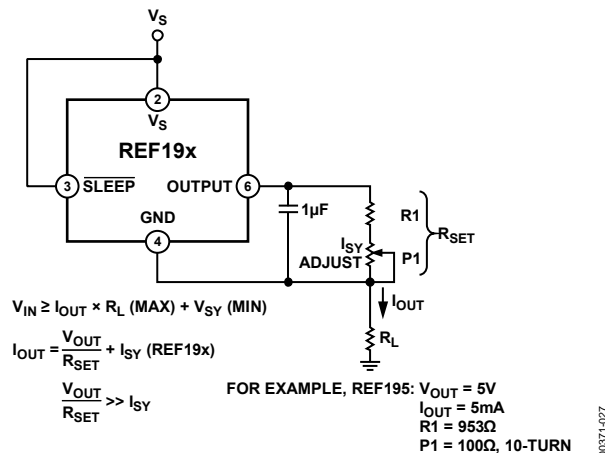 VS
2
VS
REF19x
3
SLEEP
OUTPUT
6
GND
4
1µF
R1
RSET
ISY
ADJUST
P1
IOUT
RL
VIN ≥ IOUT × RL (MAX) + VSY (MIN)
IOUT = VOUT/RSET + ISY (REF19x)
VOUT/RSET >> ISY
FOR EXAMPLE, REF195: VOUT = 5V
IOUT = 5mA
R1 = 953Ω
P1 = 100Ω, 10-TURN
00371-027